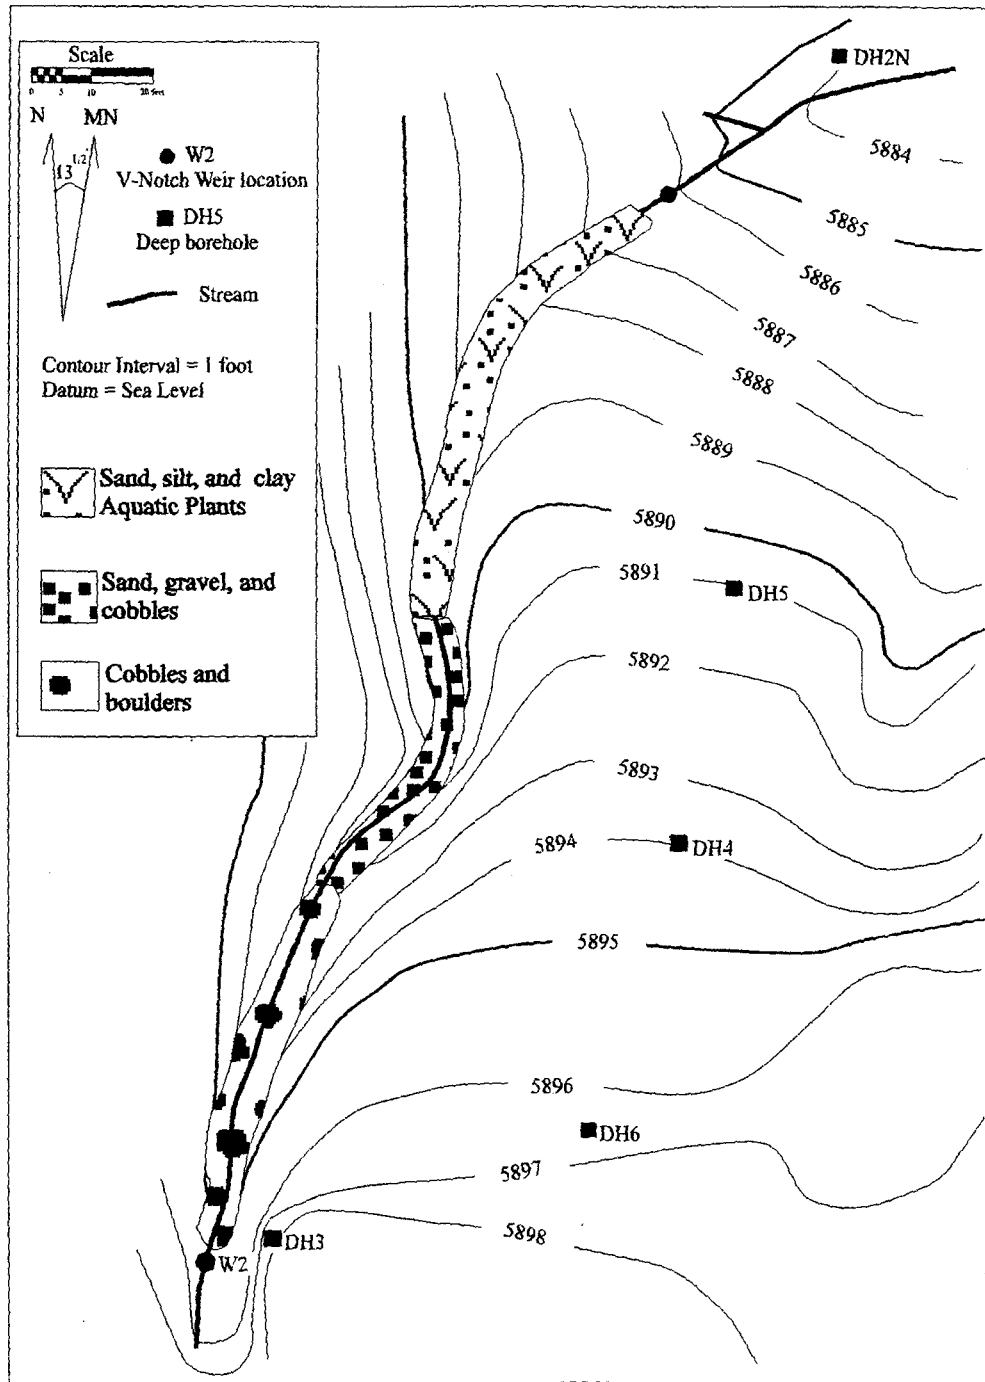 Scale
0 5 10 20 feet
N MN
13
● W2
V-Notch Weir location
■ DH5
Deep borehole
Stream
Contour Interval = 1 foot
Datum = Sea Level
Sand, silt, and clay
Aquatic Plants
Sand, gravel, and
cobbles
Cobbles and
boulders
DH2N
5884
5885
5886
5887
5888
5889
5890
5891
DH5
5892
5893
5894
DH4
5895
5896
DH6
5897
5898
DH3
W2